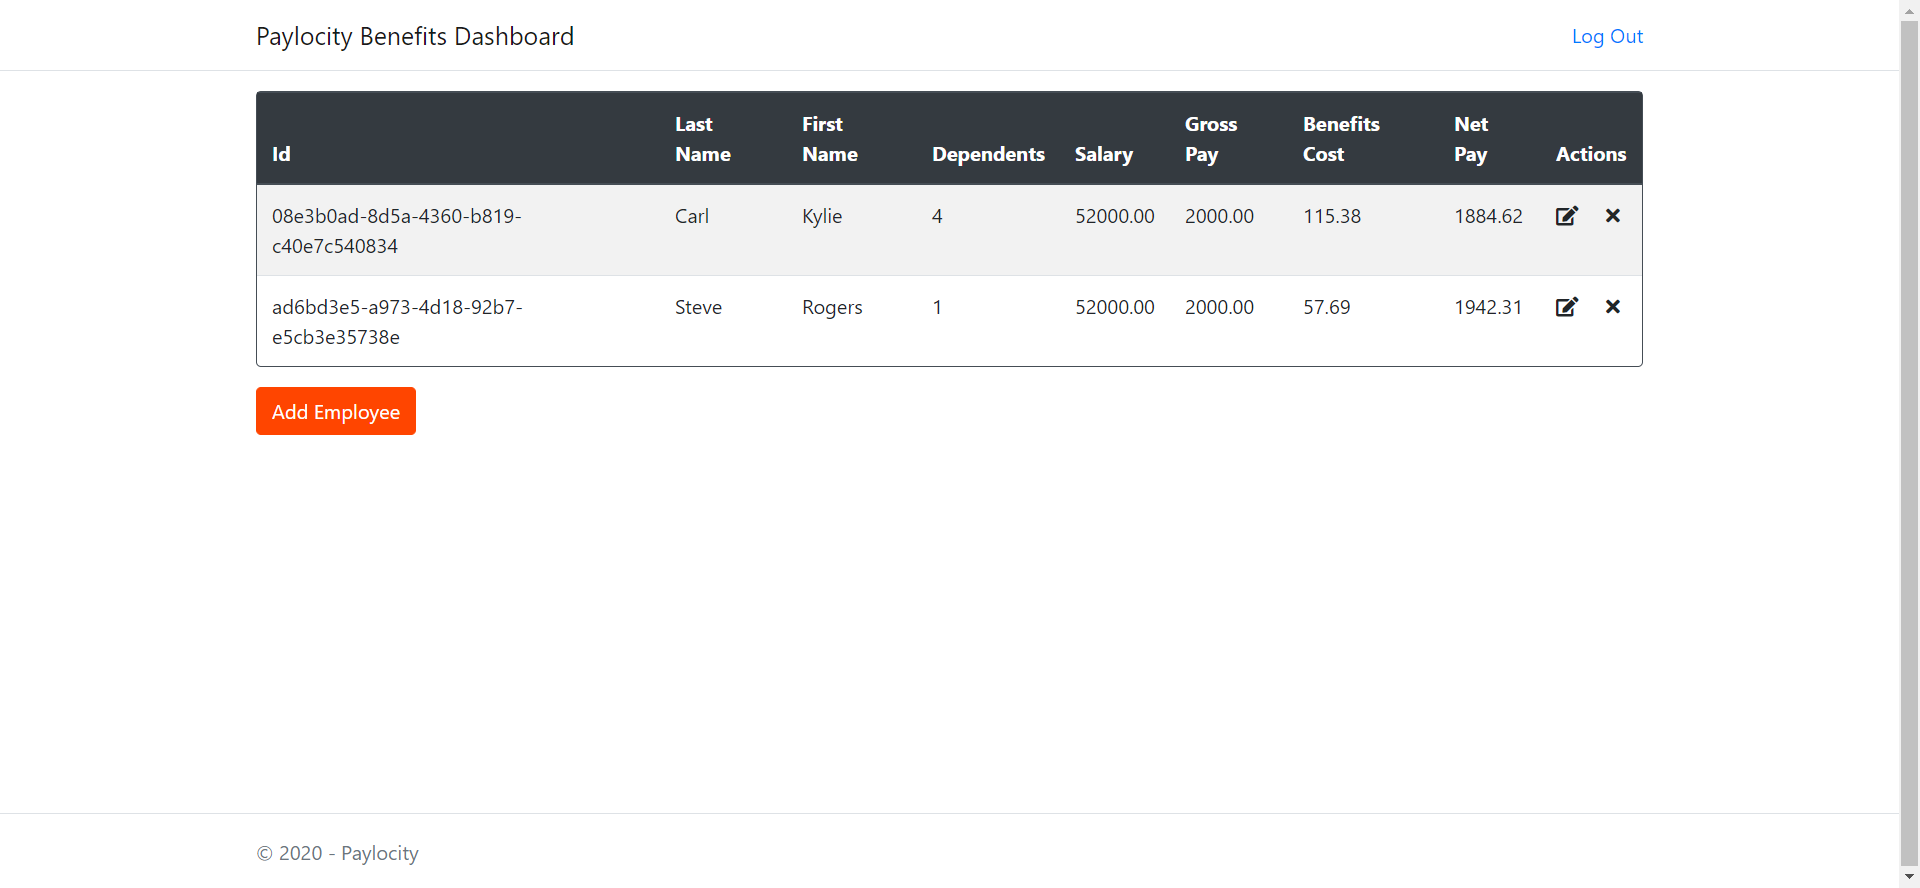 Paylocity Benefits Dashboard
Log Out
Id Last Name First Name Dependents Salary Gross Pay Benefits Cost Net Pay Actions
08e3b0ad-8d5a-4360-b819- Carl Kylie 4 52000.00 2000.00 115.38 1884.62
c40e7c540834
ad6bd3e5-a973-4d18-92b7- Steve Rogers 1 52000.00 2000.00 57.69 1942.31
e5cb3e35738e
Add Employee
© 2020 - Paylocity